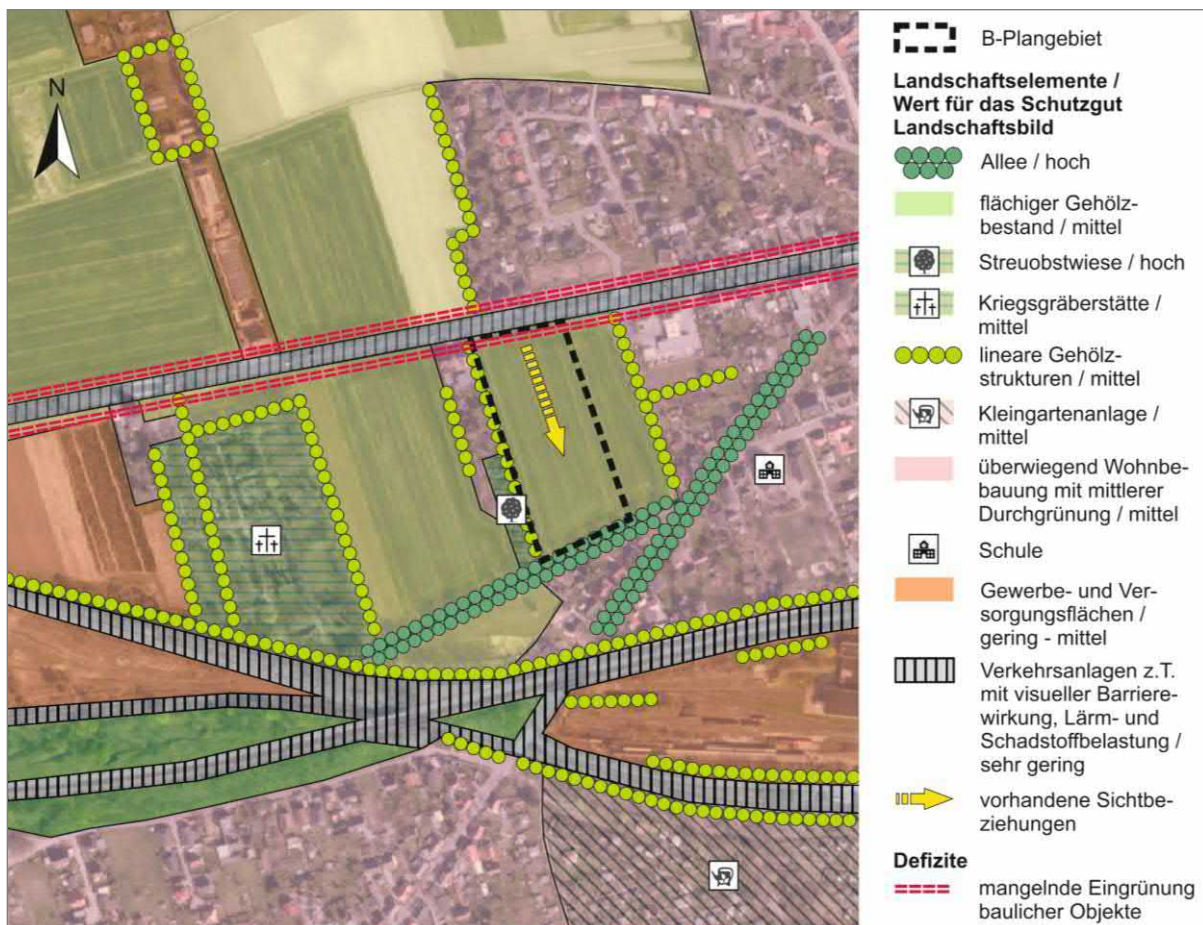 N
B-Plangebiet
Landschaftselemente /
Wert für das Schutzgut
Landschaftsbild
Allee / hoch
flächiger Gehölz-
bestand / mittel
Streuobstwiese / hoch
Kriegsgräberstätte /
mittel
lineare Gehölz-
strukturen / mittel
Kleingartenanlage /
mittel
überwiegend Wohnbe-
bauung mit mittlerer
Durchgrünung / mittel
Schule
Gewerbe- und Ver-
sorgungsflächen /
gering - mittel
Verkehrsanlagen z.T.
mit visueller Barriere-
wirkung, Lärm- und
Schadstoffbelastung /
sehr gering
vorhandene Sichtbe-
ziehungen
Defizite
mangelnde Eingrünung
baulicher Objekte